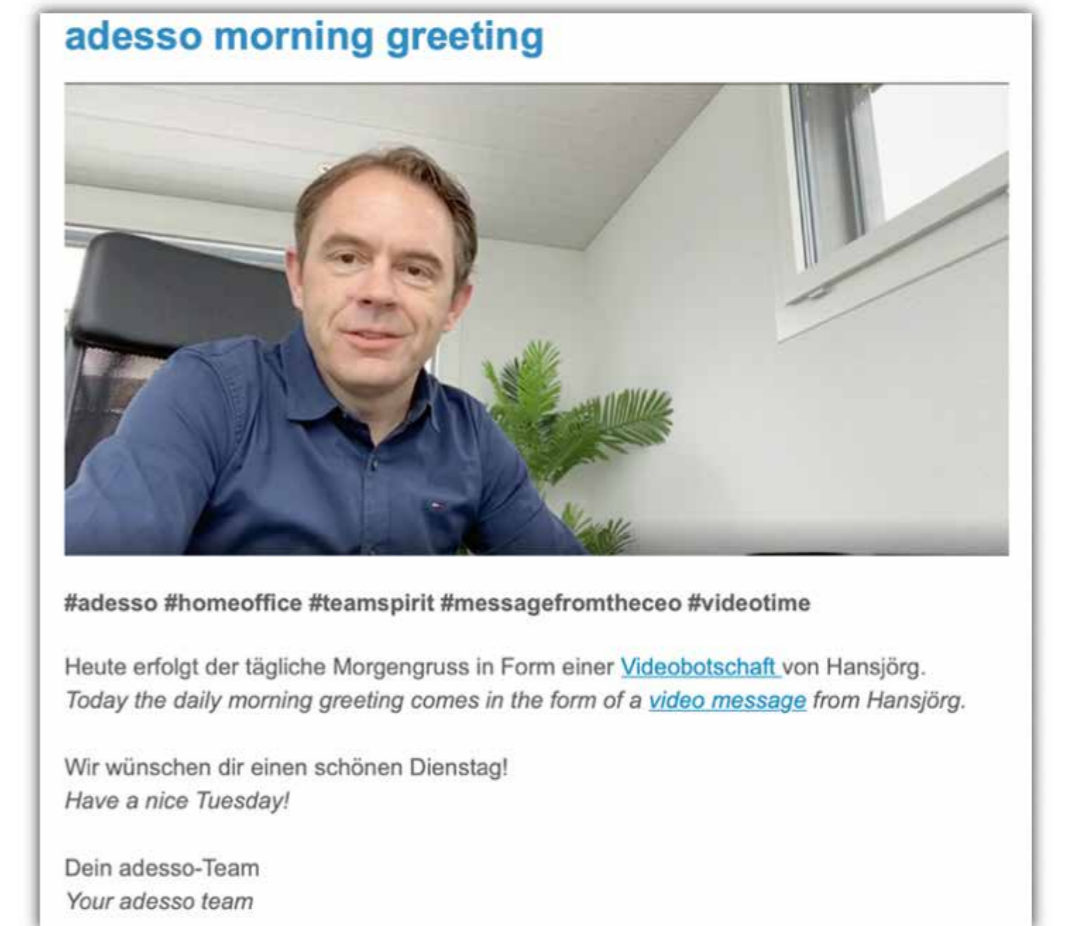 adesso morning greeting
#adesso #homeoffice #teamspirit #messagefromtheceo #videotime
Heute erfolgt der tägliche Morgengruss in Form einer Videobotschaft von Hansjörg.
Today the daily morning greeting comes in the form of a video message from Hansjörg.
Wir wünschen dir einen schönen Dienstag!
Have a nice Tuesday!
Dein adesso-Team
Your adesso team